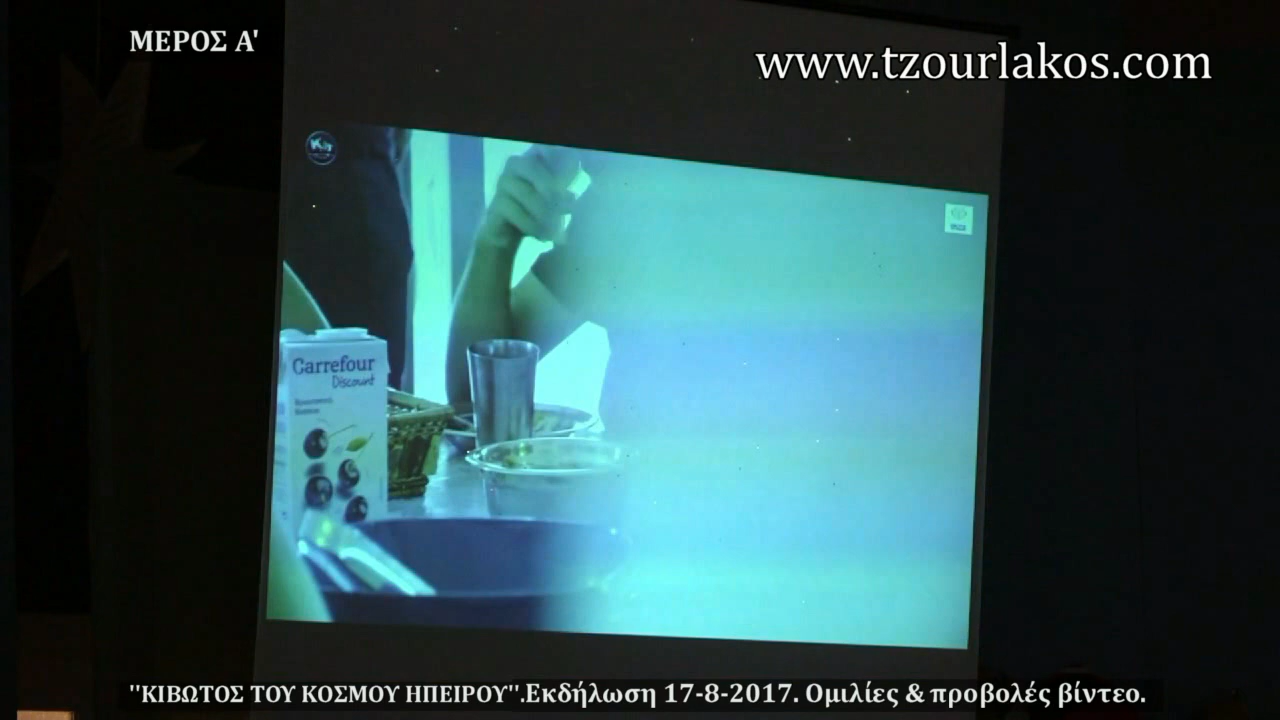 ΜΕΡΟΣ Α'
www.tzourlakos.com
Carrefour
Discount
''ΚΙΒΩΤΟΣ ΤΟΥ ΚΟΣΜΟΥ ΗΠΕΙΡΟΥ''.Εκδήλωση 17-8-2017. Ομιλίες & προβολές βίντεο.